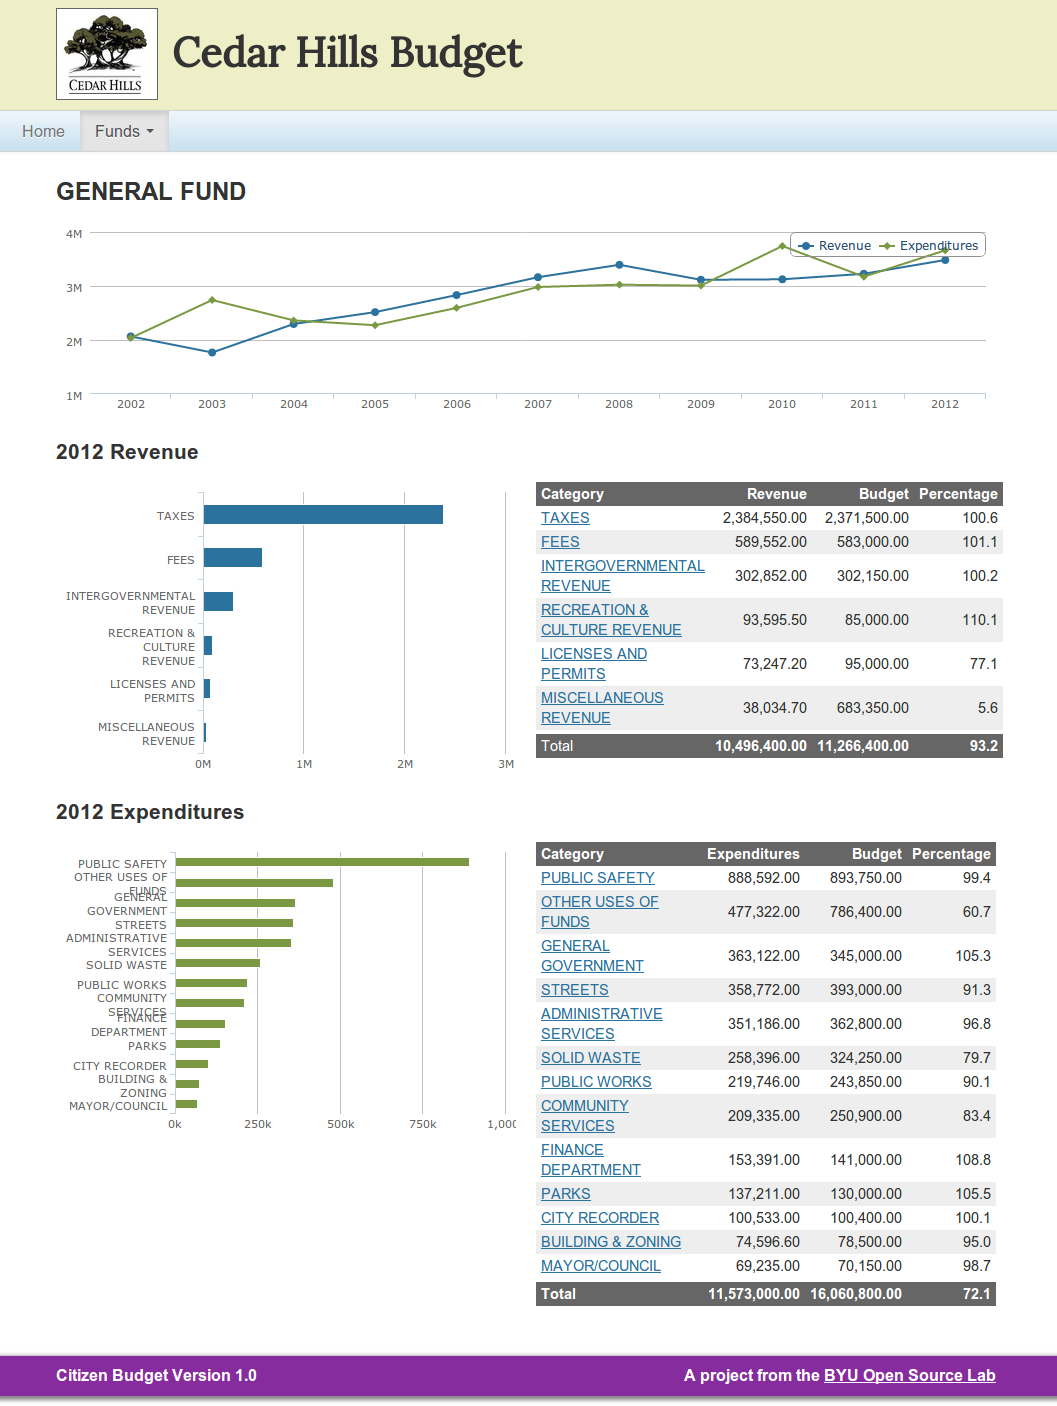 CEDAR HILLS
Cedar Hills Budget
Home Funds
GENERAL FUND
4M
3M
2M
1M
Revenue Expenditures
2002 2003 2004 2005 2006 2007 2008 2009 2010 2011 2012
2012 Revenue
TAXES
FEES
INTERGOVERNMENTAL
REVENUE
RECREATION &
CULTURE
REVENUE
LICENSES AND
PERMITS
MISCELLANEOUS
REVENUE
0M 1M 2M 3M
Category Revenue Budget Percentage
TAXES 2,384,550.00 2,371,500.00 100.6
FEES 589,552.00 583,000.00 101.1
INTERGOVERNMENTAL
REVENUE 302,852.00 302,150.00 100.2
RECREATION &
CULTURE REVENUE 93,595.50 85,000.00 110.1
LICENSES AND
PERMITS 73,247.20 95,000.00 77.1
MISCELLANEOUS
REVENUE 38,034.70 683,350.00 5.6
Total 10,496,400.00 11,266,400.00 93.2
2012 Expenditures
PUBLIC SAFETY
OTHER USES OF
FUNDS
GENERAL
GOVERNMENT
STREETS
ADMINISTRATIVE
SERVICES
SOLID WASTE
PUBLIC WORKS
COMMUNITY
SERVICES
FINANCE
DEPARTMENT
PARKS
CITY RECORDER
BUILDING &
ZONING
MAYOR/COUNCIL
0k 250k 500k 750k 1,000
Category Expenditures Budget Percentage
PUBLIC SAFETY 888,592.00 893,750.00 99.4
OTHER USES OF
FUNDS 477,322.00 786,400.00 60.7
GENERAL
GOVERNMENT 363,122.00 345,000.00 105.3
STREETS 358,772.00 393,000.00 91.3
ADMINISTRATIVE
SERVICES 351,186.00 362,800.00 96.8
SOLID WASTE 258,396.00 324,250.00 79.7
PUBLIC WORKS 219,746.00 243,850.00 90.1
COMMUNITY
SERVICES 209,335.00 250,900.00 83.4
FINANCE
DEPARTMENT 153,391.00 141,000.00 108.8
PARKS 137,211.00 130,000.00 105.5
CITY RECORDER 100,533.00 100,400.00 100.1
BUILDING & ZONING 74,596.60 78,500.00 95.0
MAYOR/COUNCIL 69,235.00 70,150.00 98.7
Total 11,573,000.00 16,060,800.00 72.1
Citizen Budget Version 1.0
A project from the BYU Open Source Lab